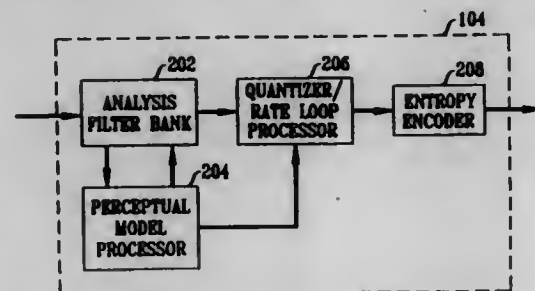 104
202
206
208
ANALYSIS
FILTER BANK
QUANTIZER/
RATE LOOP
PROCESSOR
ENTROPY
ENCODER
204
PERCEPTUAL
MODEL
PROCESSOR